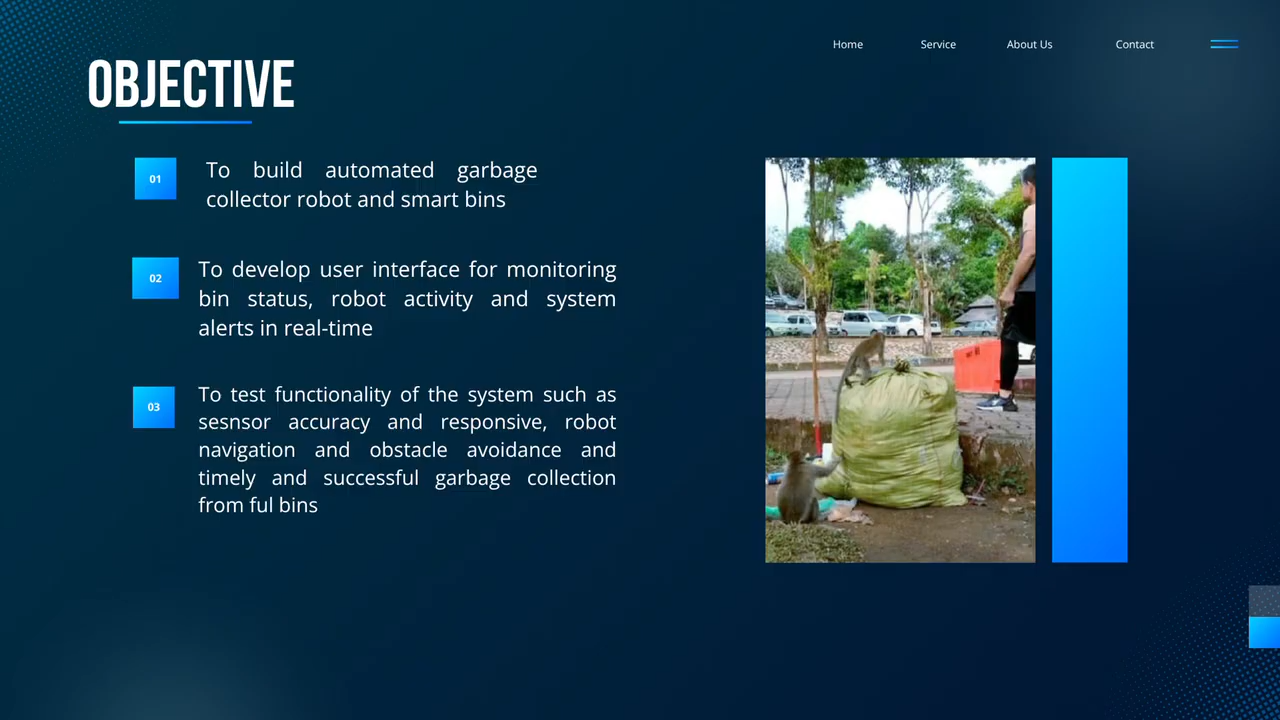 Home Service About Us Contact
OBJECTIVE
01
To build automated garbage
collector robot and smart bins
02
To develop user interface for monitoring
bin status, robot activity and system
alerts in real-time
03
To test functionality of the system such as
sesnsor accuracy and responsive, robot
navigation and obstacle avoidance and
timely and successful garbage collection
from ful bins